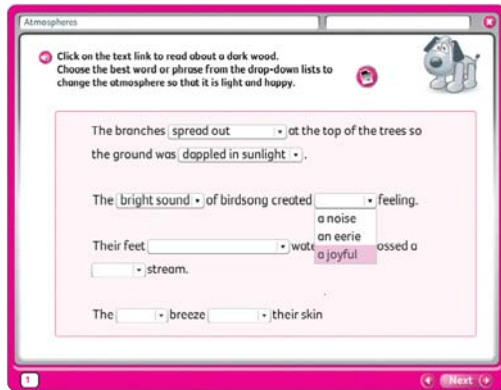 Atmospheres
Click on the text link to read about a dark wood.
Choose the best word or phrase from the drop-down lists to
change the atmosphere so that it is light and happy.
The branches spread out at the top of the trees so
the ground was dappled in sunlight .
The bright sound of birdsong created feeling.
a noise
an eerie
a joyful
Their feet wate ossed a
stream.
The breeze their skin
1
Next